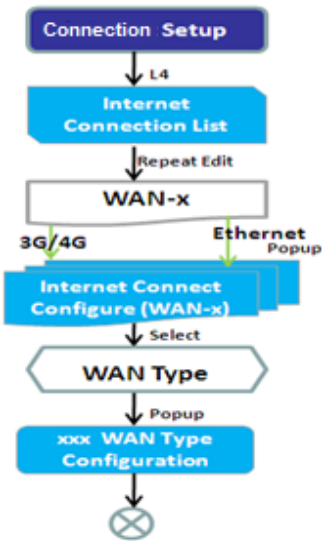 Connection Setup
L4
Internet
Connection List
Repeat Edit
WAN-x
3G/4G
Ethernet
Popup
Internet Connect
Configure (WAN-x)
Select
WAN Type
Popup
xxx WAN Type
Configuration